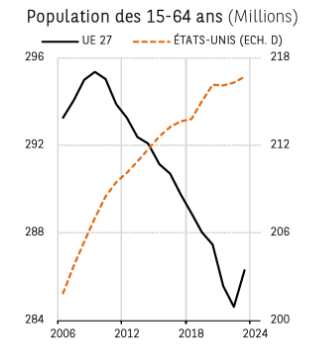 Population des 15-64 ans (Millions)
UE 27 ÉTATS-UNIS (ECH. D)
296 218
292 212
288 206
284 200
2006 2012 2018 2024